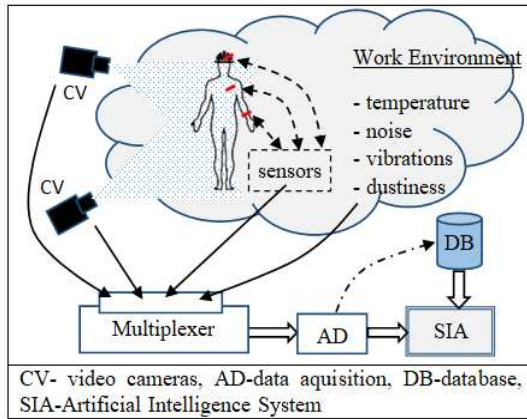 Work Environment
CV
- temperature
- noise
- vibrations
- dustiness
sensors
CV
DB
Multiplexer
AD
SIA
CV- video cameras, AD-data aquisition, DB-database,
SIA-Artificial Intelligence System